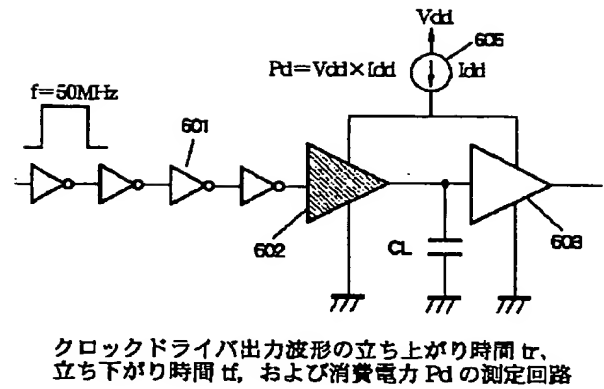 Vdd
605
Pd=Vdd×Idd
Idd
f=50MHz
601
602
CL
603
クロックドライバ出力波形の立ち上がり時間 tr、
立ち下がり時間 tf, および消費電力 Pd の測定回路